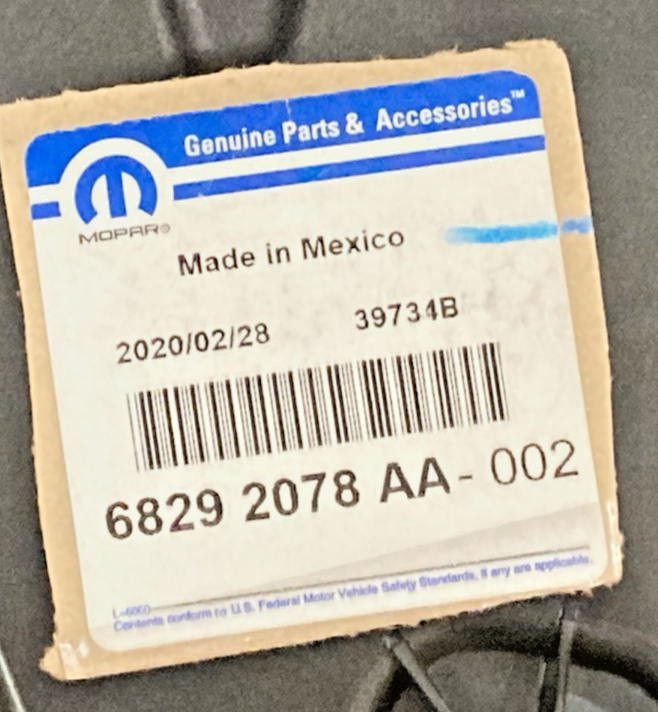 Genuine Parts & Accessories™
MOPAR®
Made in Mexico
2020/02/28 39734B
6829 2078 AA-002
L-6060
Contents conform to U.S. Federal Motor Vehicle Safety Standards, if any are applicable.